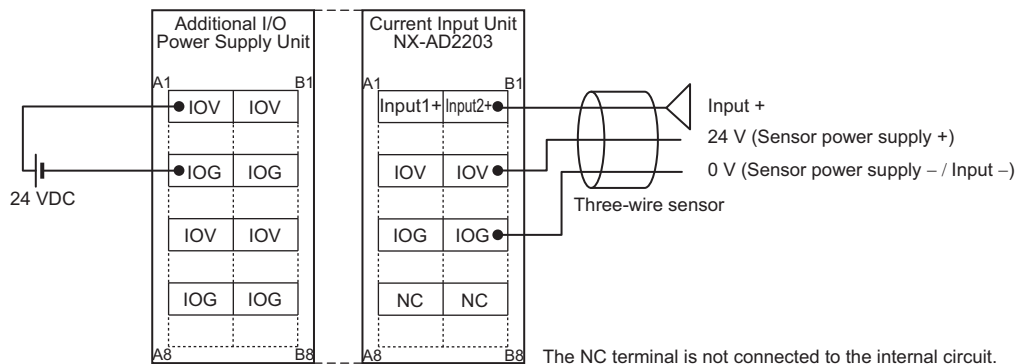 Additional I/O
Power Supply Unit
Current Input Unit
NX-AD2203
A1 B1
A1 B1
IOV IOV
Input1+ Input2+
Input +
24 V (Sensor power supply +)
IOG IOG
IOV IOV
0 V (Sensor power supply – / Input –)
24 VDC
Three-wire sensor
IOV IOV
IOG IOG
IOG IOG
NC NC
A8 B8
A8 B8
The NC terminal is not connected to the internal circuit.